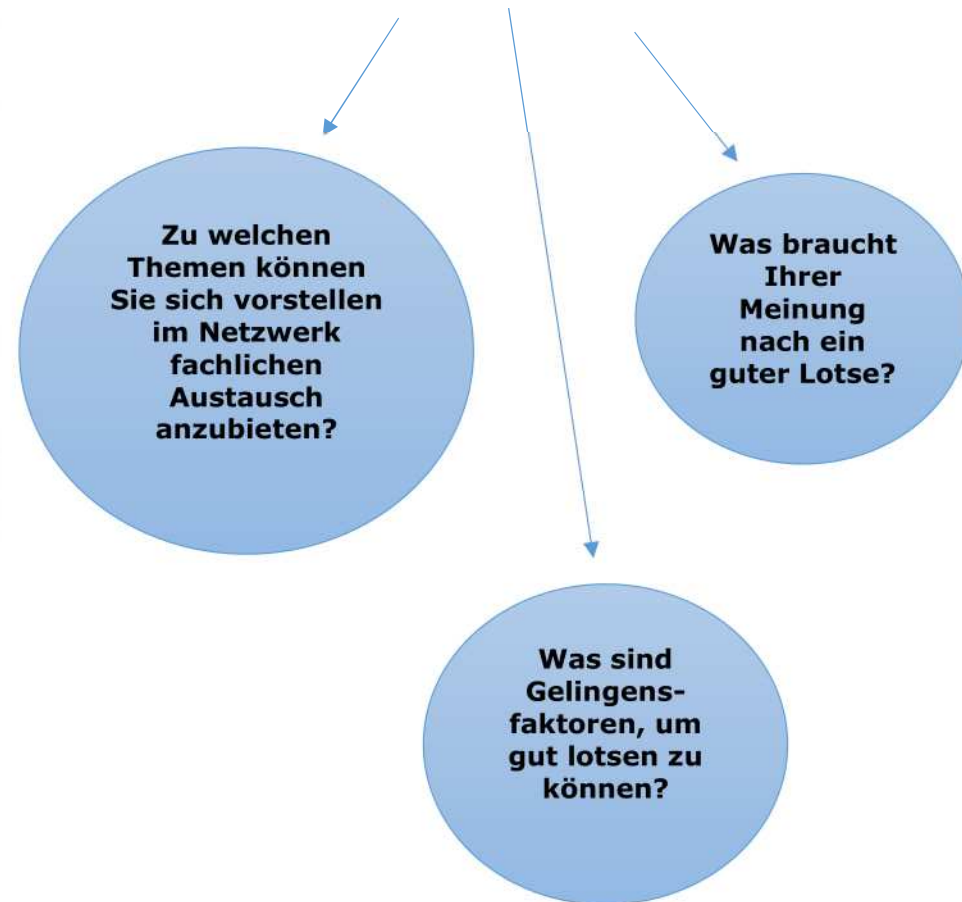 Zu welchen
Themen können
Sie sich vorstellen
im Netzwerk
fachlichen
Austausch
anzubieten?
Was braucht
Ihrer
Meinung
nach ein
guter Lotse?
Was sind
Gelingens-
faktoren, um
gut lotsen zu
können?